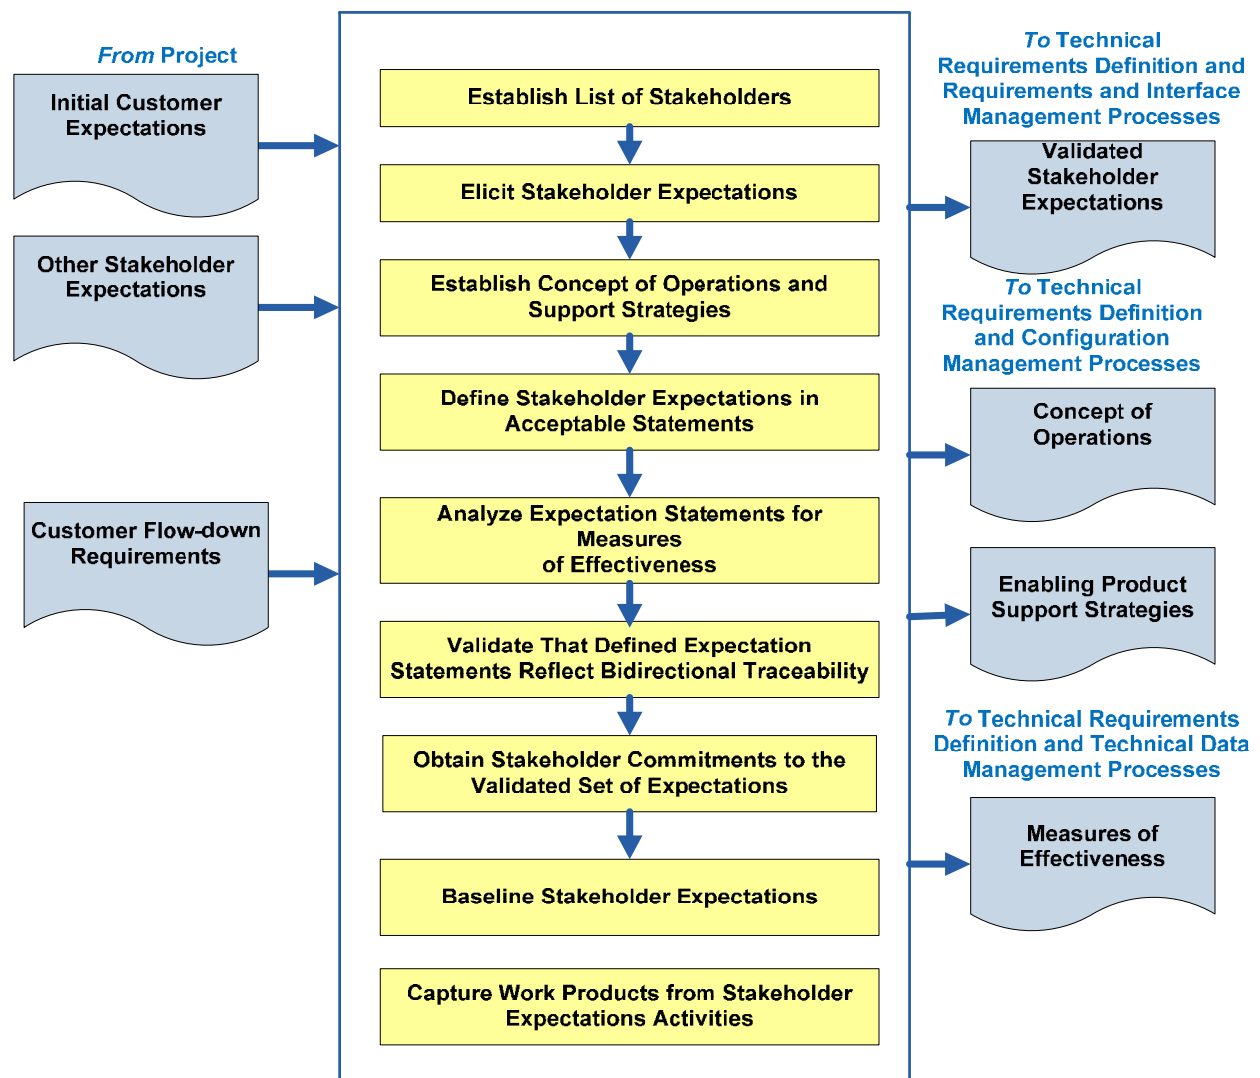 From Project
Initial Customer
Expectations
Other Stakeholder
Expectations
Customer Flow-down
Requirements
Establish List of Stakeholders
Elicit Stakeholder Expectations
Establish Concept of Operations and
Support Strategies
Define Stakeholder Expectations in
Acceptable Statements
Analyze Expectation Statements for
Measures
of Effectiveness
Validate That Defined Expectation
Statements Reflect Bidirectional Traceability
Obtain Stakeholder Commitments to the
Validated Set of Expectations
Baseline Stakeholder Expectations
Capture Work Products from Stakeholder
Expectations Activities
To Technical
Requirements Definition and
Requirements and Interface
Management Processes
Validated
Stakeholder
Expectations
To Technical
Requirements Definition
and Configuration
Management Processes
Concept of
Operations
Enabling Product
Support Strategies
To Technical Requirements
Definition and Technical Data
Management Processes
Measures of
Effectiveness